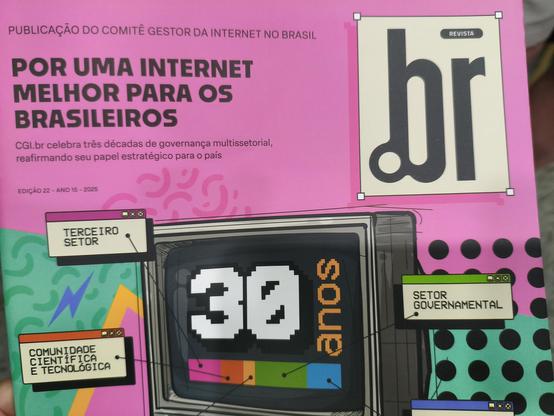 PUBLICAÇÃO DO COMITÊ GESTOR DA INTERNET NO BRASIL
REVISTA
.br
POR UMA INTERNET
MELHOR PARA OS
BRASILEIROS
CGI.br celebra três décadas de governança multissetorial,
reafirmando seu papel estratégico para o país
EDIÇÃO 22 - ANO 15 - 2025
TERCEIRO
SETOR
30
anos
SETOR
GOVERNAMENTAL
COMUNIDADE
CIENTÍFICA
E TECNOLÓGICA